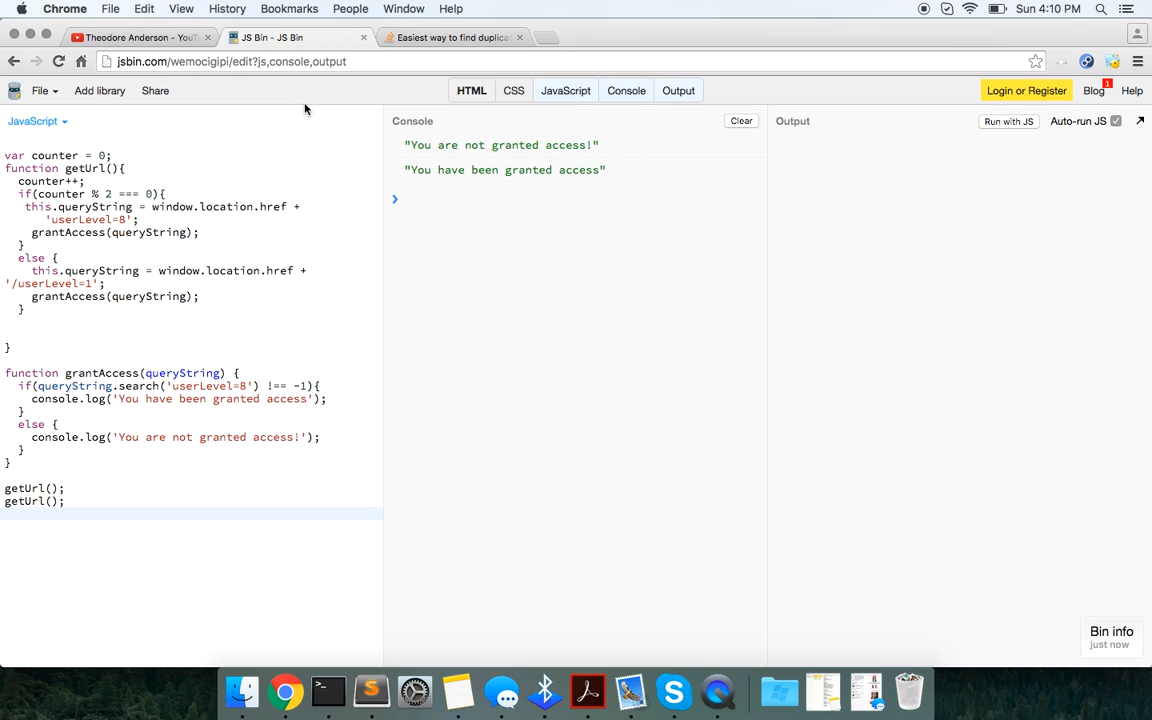 Chrome File Edit View History Bookmarks People Window Help Sun 4:10 PM
Theodore Anderson - YouT JS Bin - JS Bin Easiest way to find duplica
jsbin.com/wemocigipi/edit?js,console,output
File Add library Share HTML CSS JavaScript Console Output Login or Register Blog 1 Help
JavaScript Console Clear Output Run with JS Auto-run JS
"You are not granted access!"
"You have been granted access"
var counter = 0;
function getUrl(){
counter++;
if(counter % 2 === 0){
this.queryString = window.location.href +
'userLevel=8';
grantAccess(queryString);
}
else {
this.queryString = window.location.href +
'/userLevel=1';
grantAccess(queryString);
}
}
function grantAccess(queryString) {
if(queryString.search('userLevel=8') !== -1){
console.log('You have been granted access');
}
else {
console.log('You are not granted access!');
}
}
getUrl();
getUrl();
Bin info
just now